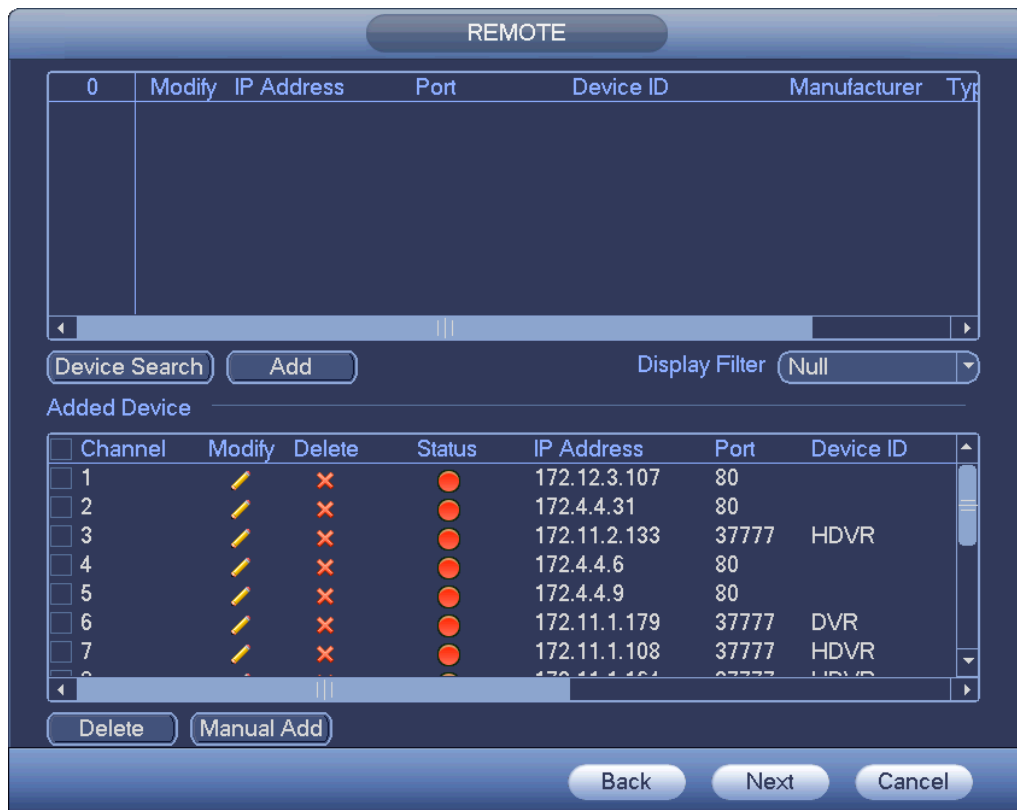 REMOTE
0 Modify IP Address Port Device ID Manufacturer Typ
Device Search Add Display Filter Null
Added Device
Channel Modify Delete Status IP Address Port Device ID
1 172.12.3.107 80
2 172.4.4.31 80
3 172.11.2.133 37777 HDVR
4 172.4.4.6 80
5 172.4.4.9 80
6 172.11.1.179 37777 DVR
7 172.11.1.108 37777 HDVR
Delete Manual Add
Back Next Cancel